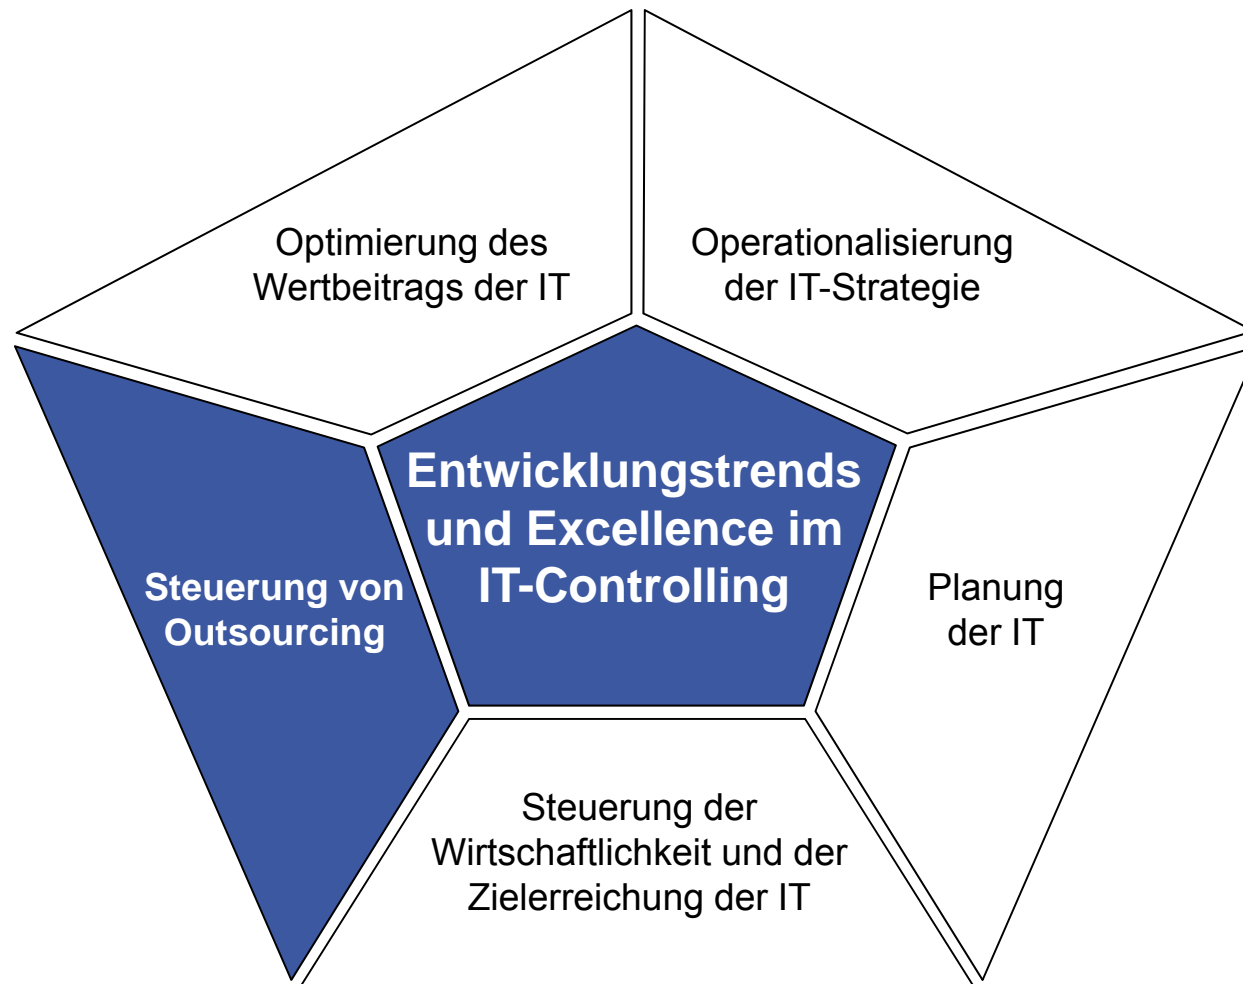 Optimierung des
Wertbeitrags der IT
Operationalisierung
der IT-Strategie
Entwicklungstrends
und Excellence im
IT-Controlling
Steuerung von
Outsourcing
Planung
der IT
Steuerung der
Wirtschaftlichkeit und der
Zielerreichung der IT